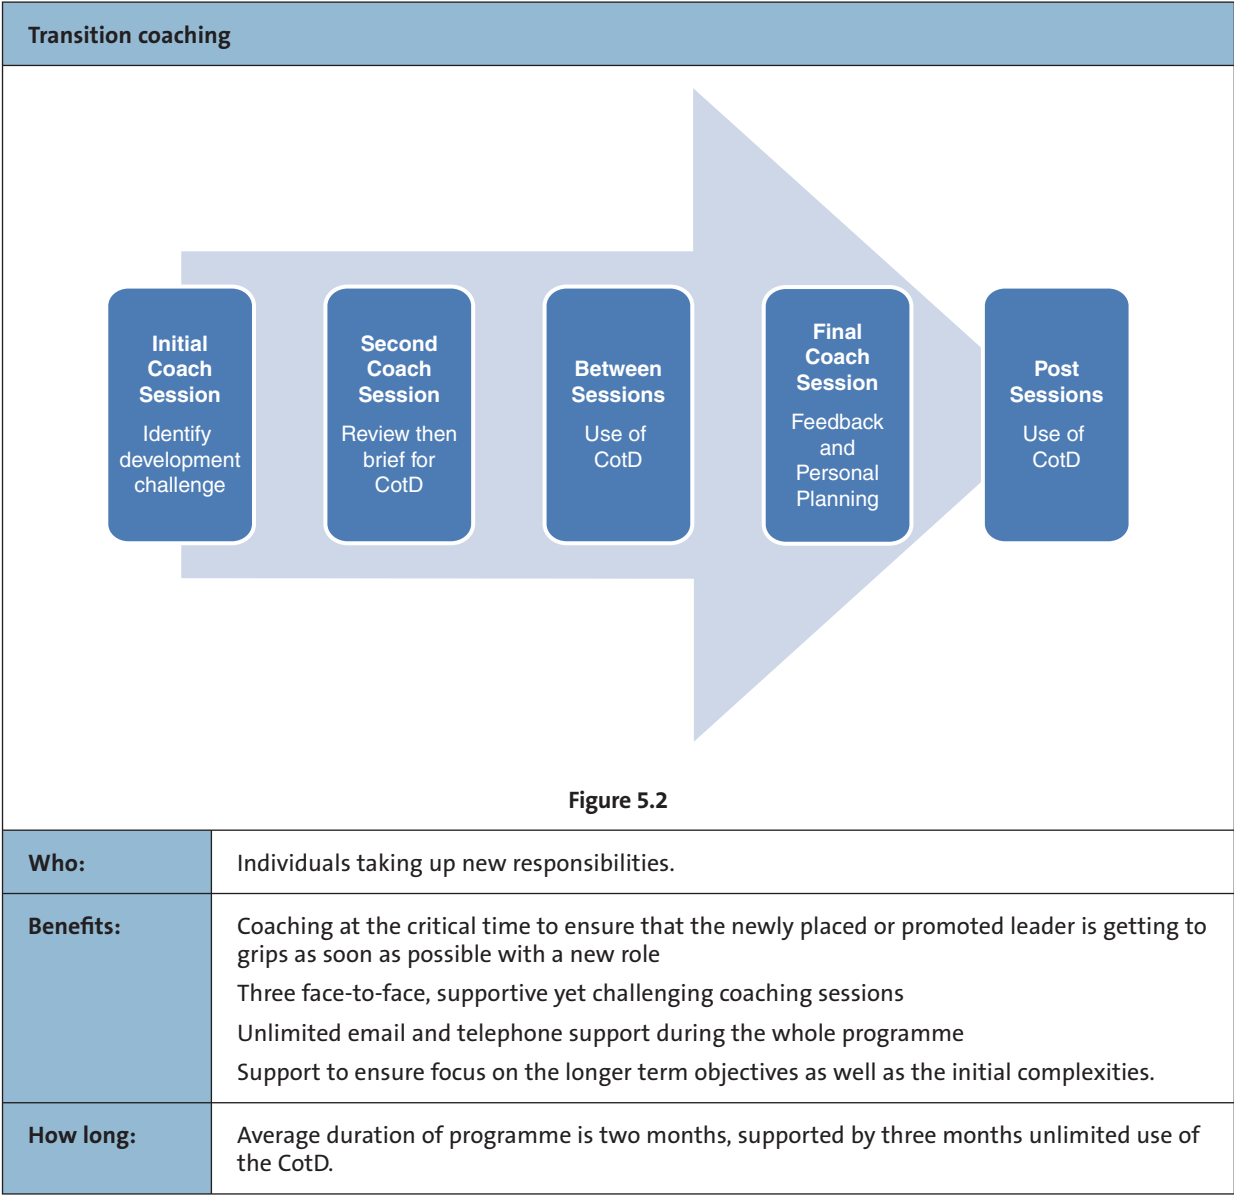 Transition coaching
Initial
Coach
Session
Identify
development
challenge
Second
Coach
Session
Review then
brief for
CotD
Between
Sessions
Use of
CotD
Final
Coach
Session
Feedback
and
Personal
Planning
Post
Sessions
Use of
CotD
Figure 5.2
Who:
Individuals taking up new responsibilities.
Benefits:
Coaching at the critical time to ensure that the newly placed or promoted leader is getting to
grips as soon as possible with a new role
Three face-to-face, supportive yet challenging coaching sessions
Unlimited email and telephone support during the whole programme
Support to ensure focus on the longer term objectives as well as the initial complexities.
How long:
Average duration of programme is two months, supported by three months unlimited use of
the CotD.